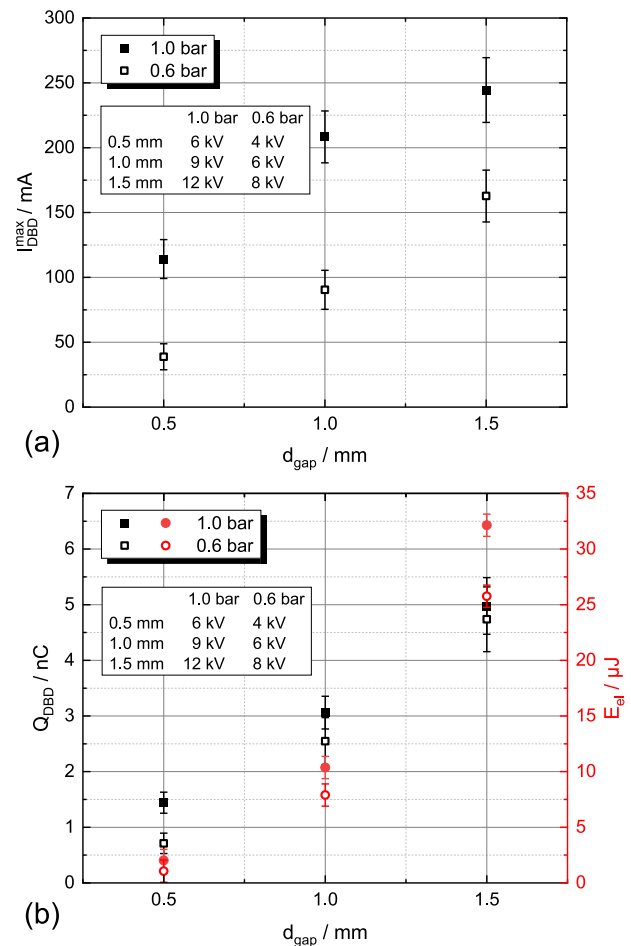 300
250
200
150
100
50
0
I_DBD^max / mA
1.0 bar
0.6 bar
1.0 bar 0.6 bar
0.5 mm 6 kV 4 kV
1.0 mm 9 kV 6 kV
1.5 mm 12 kV 8 kV
0.5 1.0 1.5
(a)
d_gap / mm
7
6
5
4
3
2
1
0
Q_DBD / nC
1.0 bar
0.6 bar
1.0 bar 0.6 bar
0.5 mm 6 kV 4 kV
1.0 mm 9 kV 6 kV
1.5 mm 12 kV 8 kV
35
30
25
20
15
10
5
0
E_el / µJ
0.5 1.0 1.5
(b)
d_gap / mm